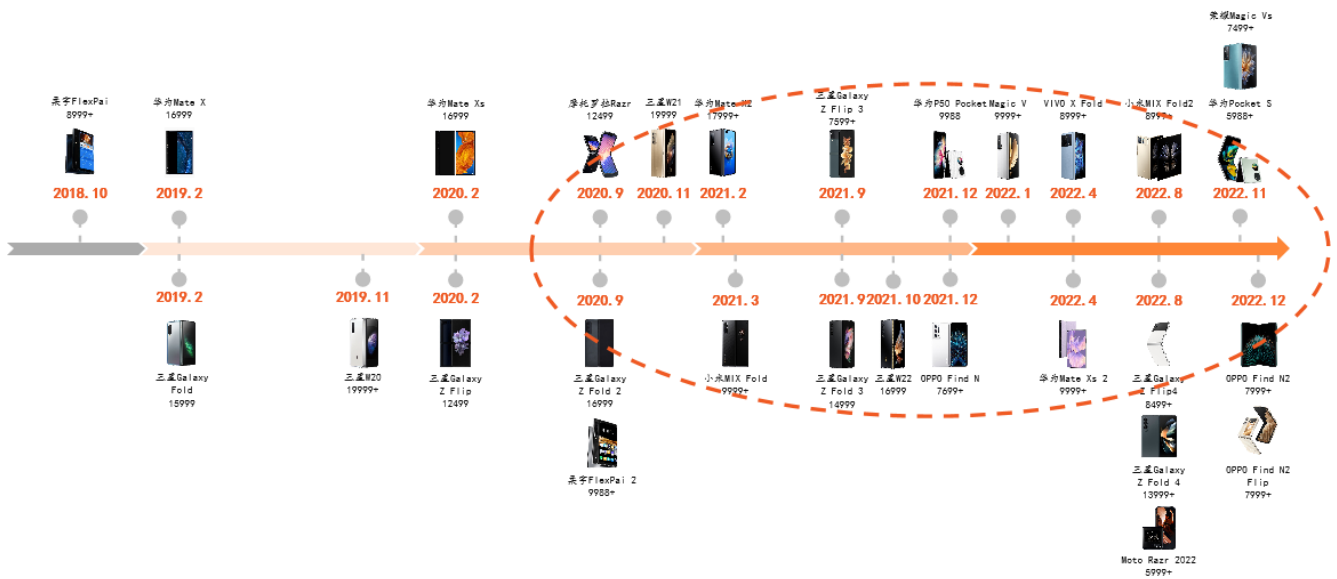 荣耀Magic Vs
7499+
柔宇FlexPai
8999+
华为Mate X
16999
华为Mate Xs
16999
摩托罗拉Razr
12499
三星W21
19999
华为Mate X2
17999+
三星Galaxy
Z Flip 3
7599+
华为P50 Pocket
9988
Magic V
9999+
VIVO X Fold
8999+
小米MIX Fold2
8999+
华为Pocket S
5988+
2018.10
2019.2
2020.2
2020.9
2020.11
2021.2
2021.9
2021.12
2022.1
2022.4
2022.8
2022.11
2019.2
2019.11
2020.2
2020.9
2021.3
2021.9
2021.10
2021.12
2022.4
2022.8
2022.12
三星Galaxy
Fold
15999
三星W20
19999+
三星Galaxy
Z Flip
12499
三星Galaxy
Z Fold 2
16999
小米MIX Fold
9999+
三星Galaxy
Z Fold 3
14999
三星W22
16999
OPPO Find N
7699+
华为Mate Xs 2
9999+
三星Galaxy
Z Flip4
8499+
OPPO Find N2
7999+
柔宇FlexPai 2
9988+
三星Galaxy
Z Fold 4
13999+
OPPO Find N2
Flip
7999+
Moto Razr 2022
5999+